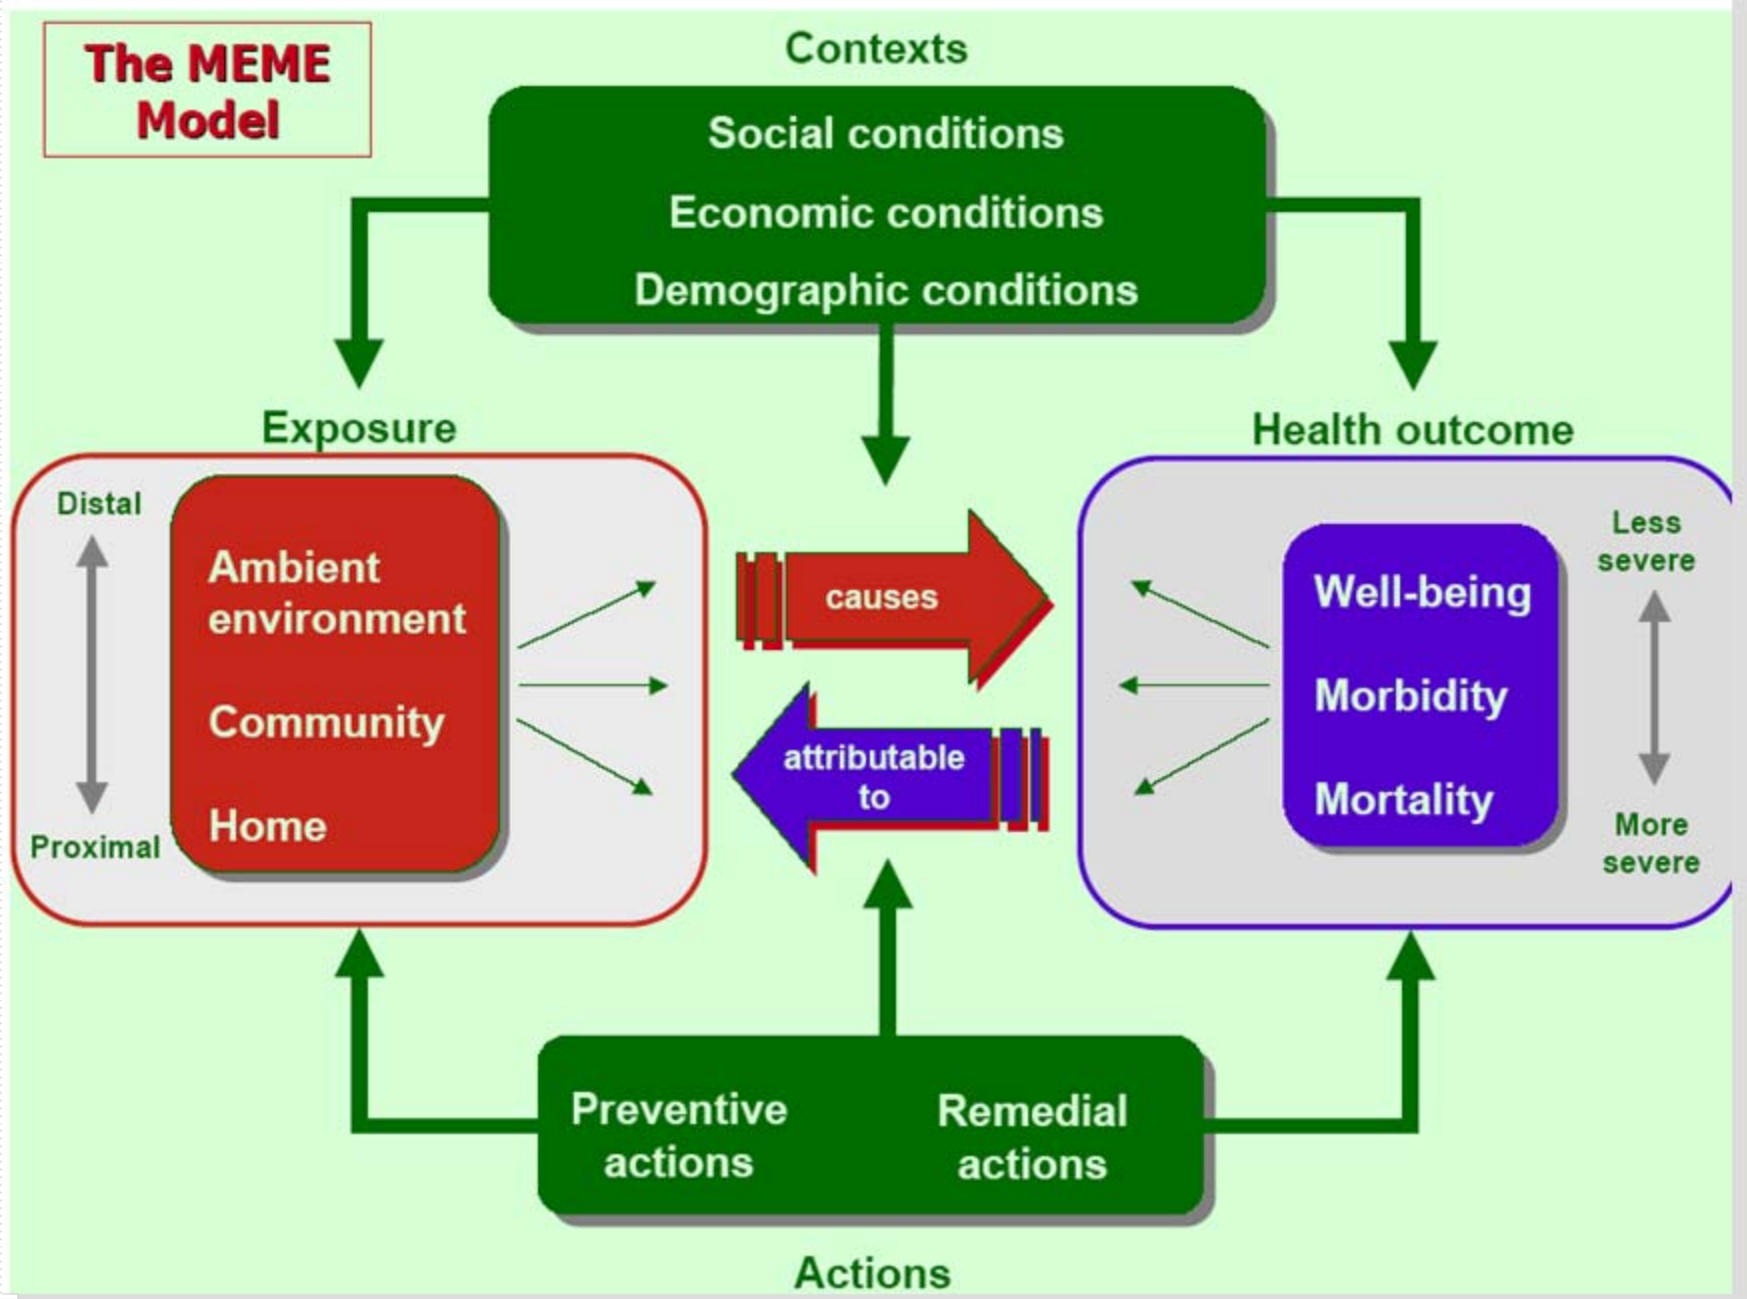 The MEME
Model
Contexts
Social conditions
Economic conditions
Demographic conditions
Exposure
Distal
Proximal
Ambient
environment
Community
Home
causes
attributable
to
Health outcome
Well-being
Morbidity
Mortality
Less
severe
More
severe
Preventive
actions
Remedial
actions
Actions